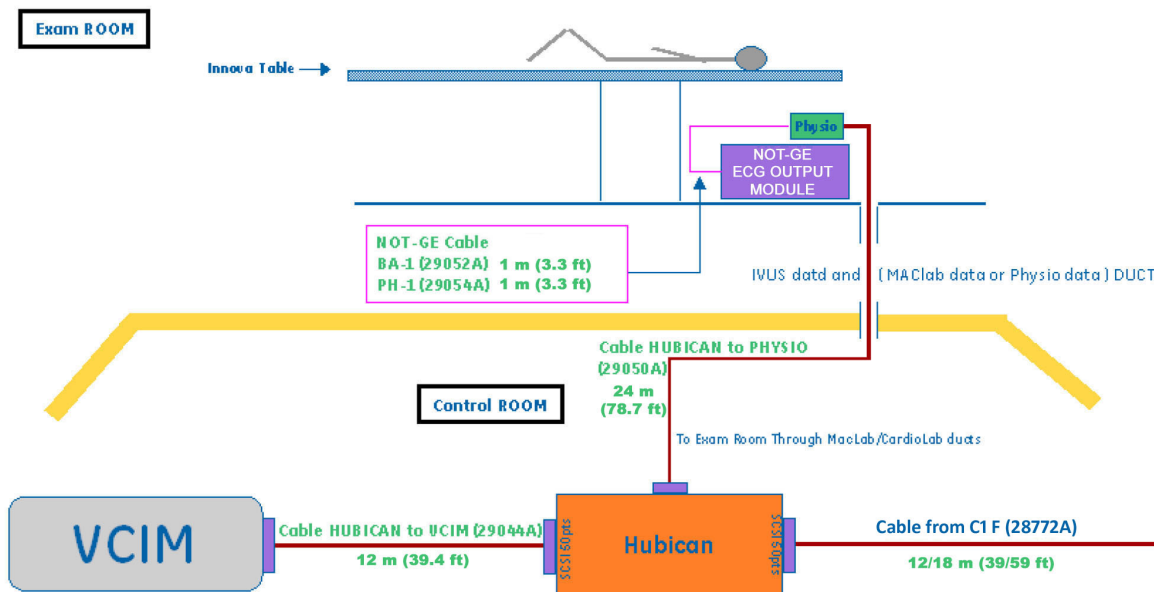 Exam ROOM
Innova Table
Physio
NOT-GE
ECG OUTPUT
MODULE
NOT-GE Cable
BA-1 (29052A) 1 m (3.3 ft)
PH-1 (29054A) 1 m (3.3 ft)
IVUS datd and (MAClab data or Physio data) DUCT
Cable HUBICAN to PHYSIO
(29050A)
24 m
(78.7 ft)
Control ROOM
To Exam Room Through MacLab/CardioLab ducts
VCIM
Cable HUBICAN to VCIM (29044A)
12 m (39.4 ft)
SCSI 60pts
Hubican
SCSI 60pts
Cable from C1 F (28772A)
12/18 m (39/59 ft)